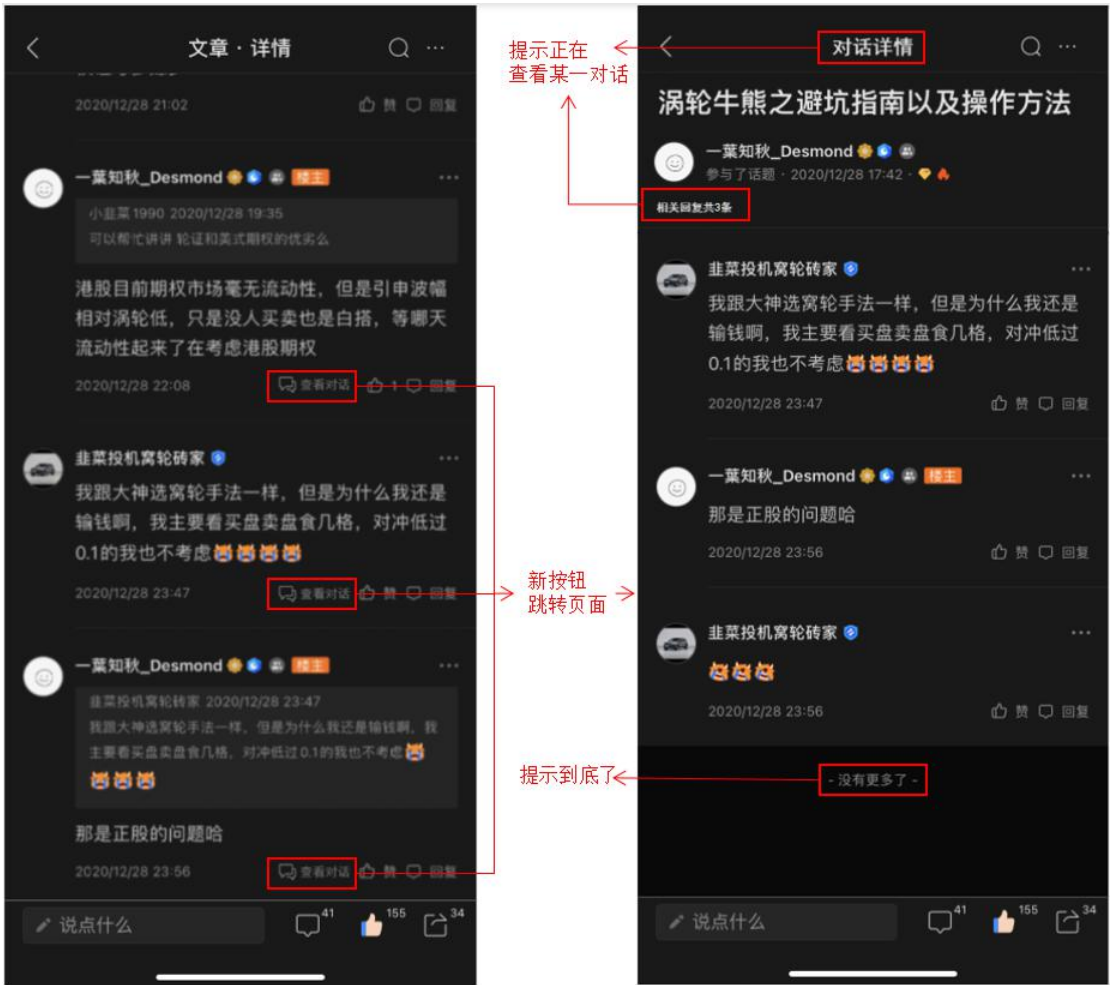 文章 · 详情
2020/12/28 21:02
赞
回复
一葉知秋_Desmond
楼主
小韭菜1990 2020/12/28 19:35
可以帮忙讲讲 轮证和美式期权的优劣么
港股目前期权市场毫无流动性，但是引申波幅
相对涡轮低，只是没人买卖也是白搭，等哪天
流动性起来了在考虑港股期权
2020/12/28 22:08
查看对话
1
回复
韭菜投机窝轮砖家
我跟大神选窝轮手法一样，但是为什么我还是
输钱啊，我主要看买盘卖盘食几格，对冲低过
0.1的我也不考虑
2020/12/28 23:47
查看对话
赞
回复
一葉知秋_Desmond
楼主
韭菜投机窝轮砖家 2020/12/28 23:47
我跟大神选窝轮手法一样，但是为什么我还是输钱啊，我
主要看买盘卖盘食几格，对冲低过0.1的我也不考虑
那是正股的问题哈
2020/12/28 23:56
查看对话
赞
回复
说点什么
41
155
34
提示正在
查看某一对话
新按钮
跳转页面
提示到底了
对话详情
涡轮牛熊之避坑指南以及操作方法
一葉知秋_Desmond
参与了话题 · 2020/12/28 17:42 ·
相关回复共3条
韭菜投机窝轮砖家
我跟大神选窝轮手法一样，但是为什么我还是
输钱啊，我主要看买盘卖盘食几格，对冲低过
0.1的我也不考虑
2020/12/28 23:47
赞
回复
一葉知秋_Desmond
楼主
那是正股的问题哈
2020/12/28 23:56
赞
回复
韭菜投机窝轮砖家
2020/12/28 23:56
赞
回复
- 没有更多了 -
说点什么
41
155
34